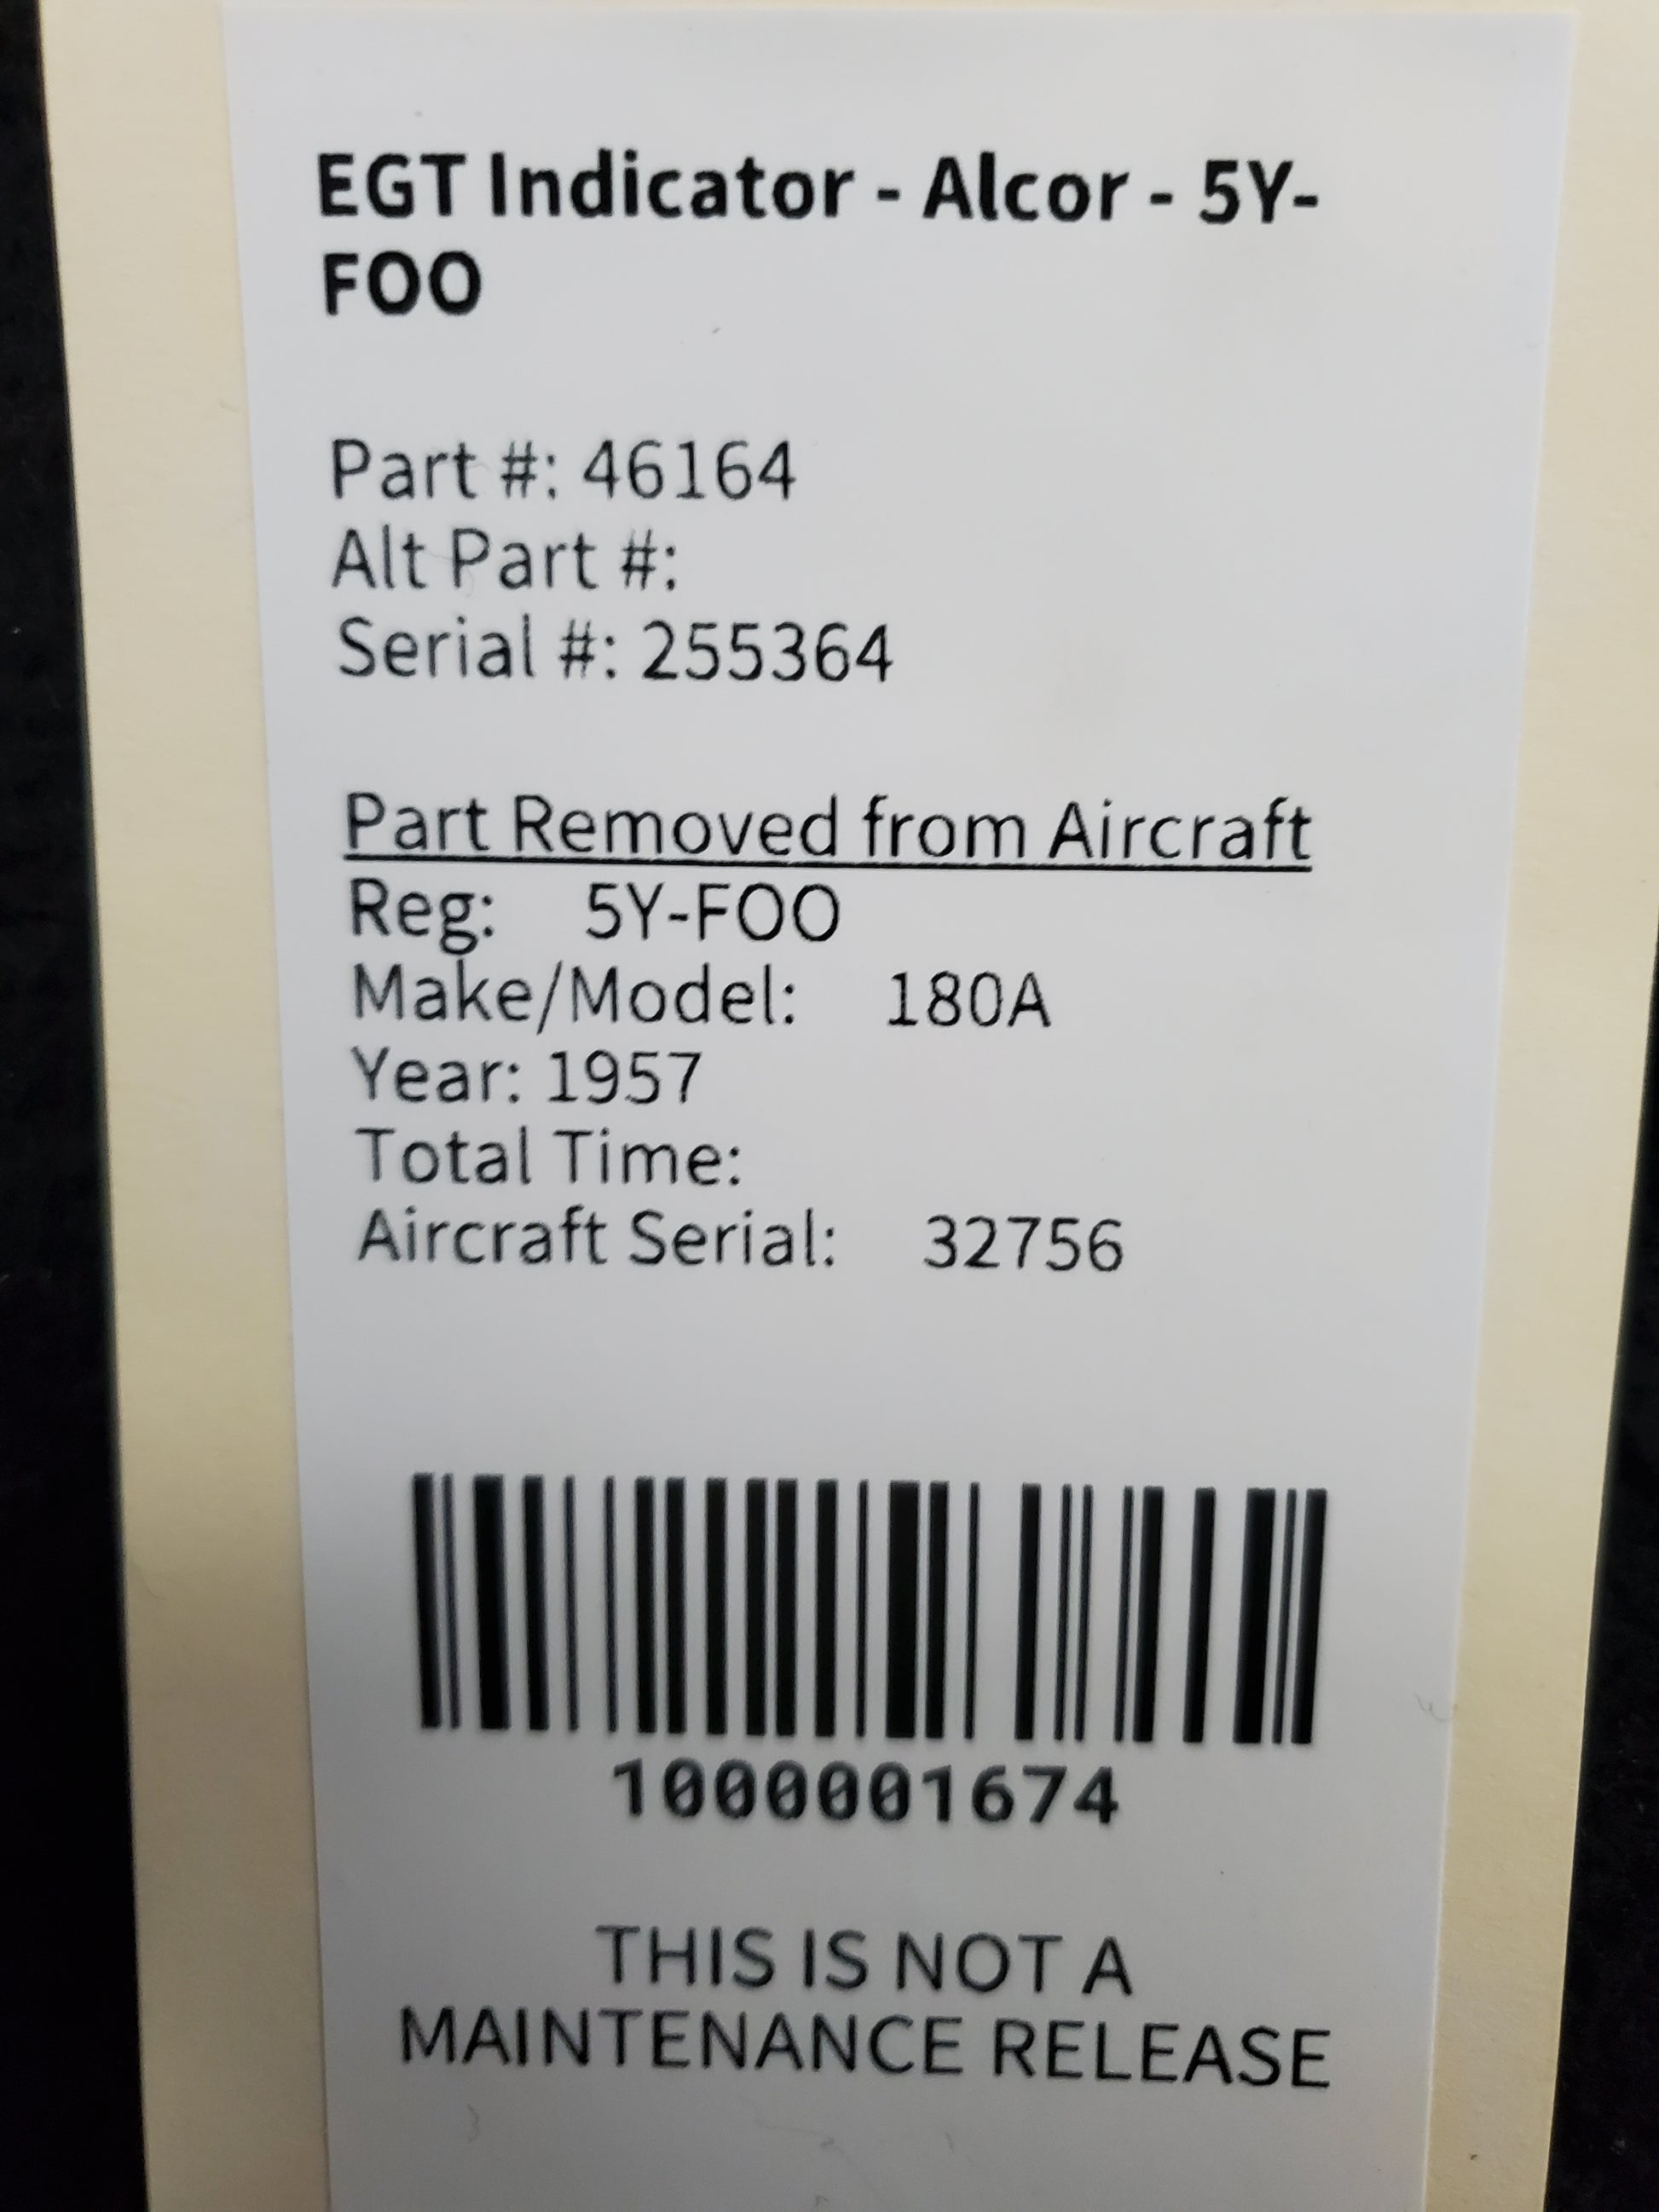 EGT Indicator - Alcor - 5Y-
FOO
Part #: 46164
Alt Part #:
Serial #: 255364
Part Removed from Aircraft
Reg: 5Y-FOO
Make/Model: 180A
Year: 1957
Total Time:
Aircraft Serial: 32756
1000001674
THIS IS NOT A
MAINTENANCE RELEASE